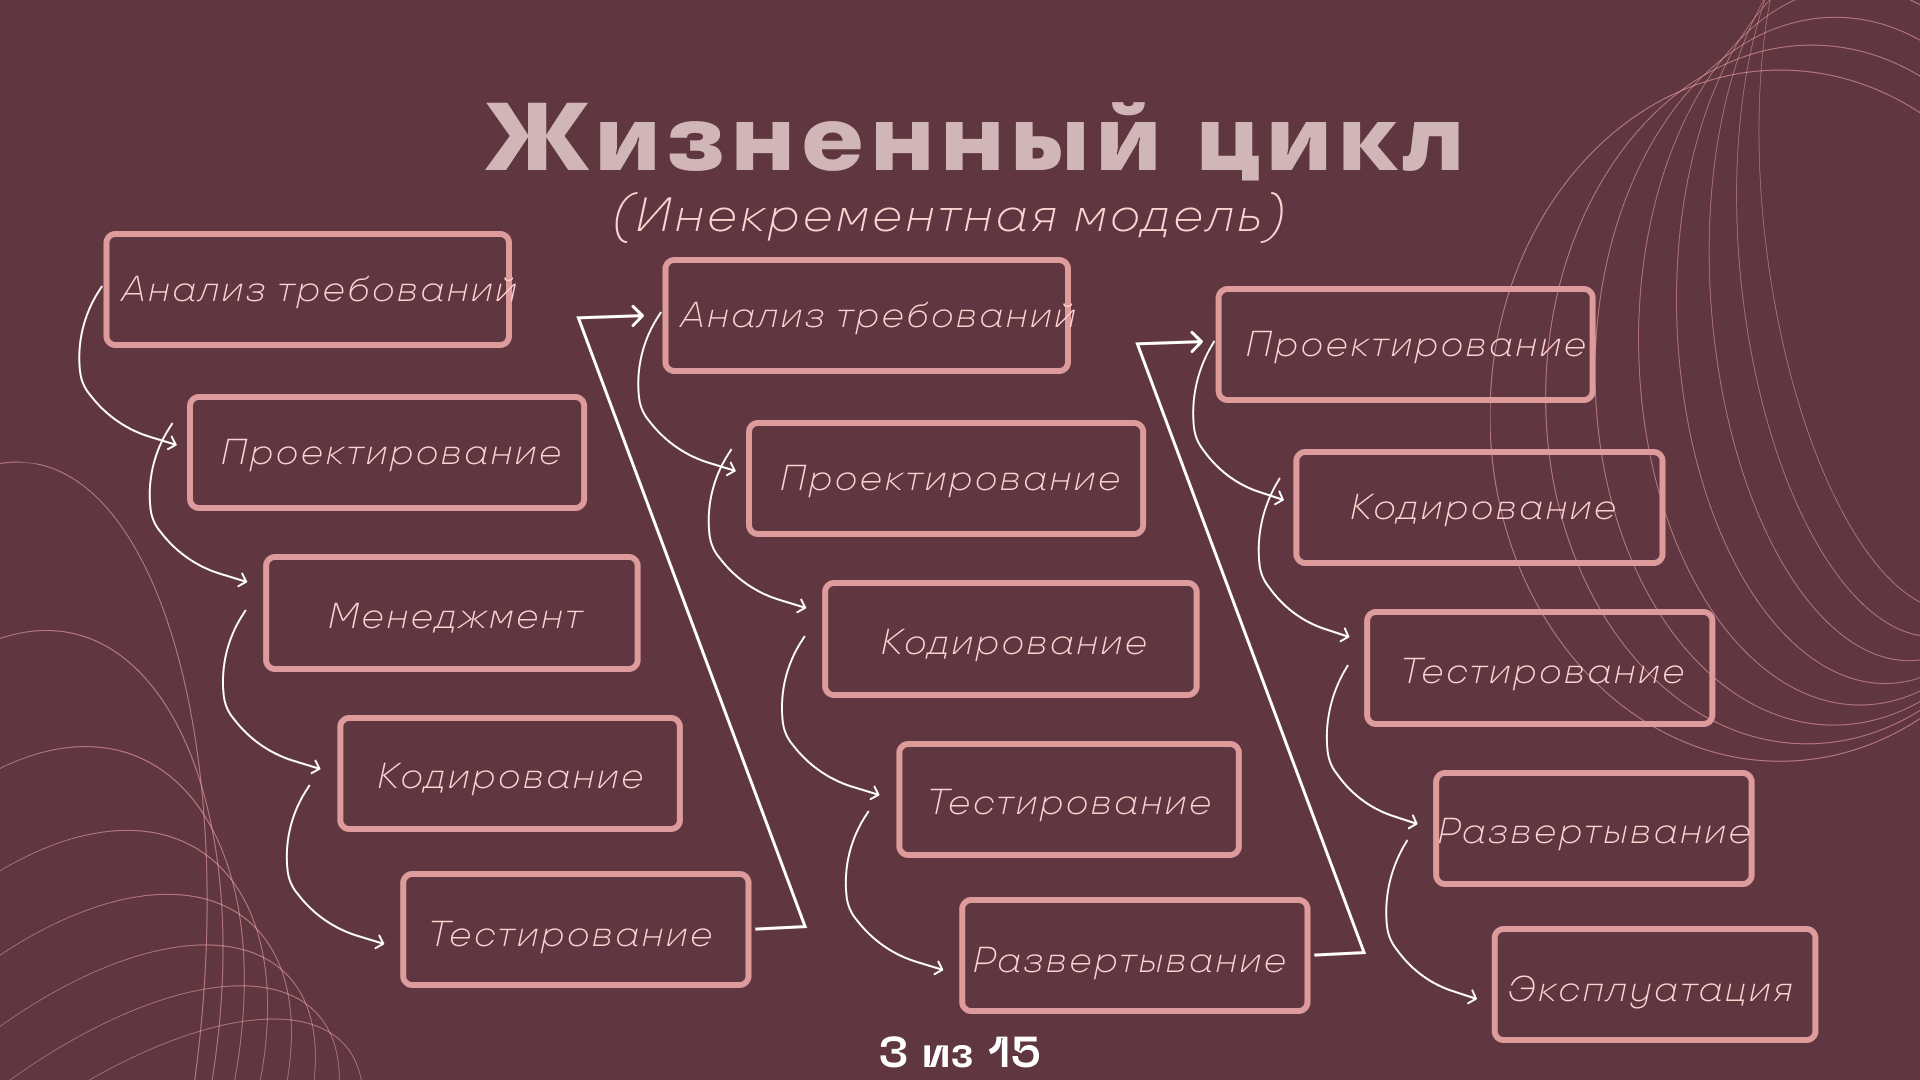 Жизненный цикл
(Инекрементная модель)
Анализ требований
Проектирование
Менеджмент
Кодирование
Тестирование
Анализ требований
Проектирование
Кодирование
Тестирование
Развертывание
Проектирование
Кодирование
Тестирование
Развертывание
Эксплуатация
3 из 15